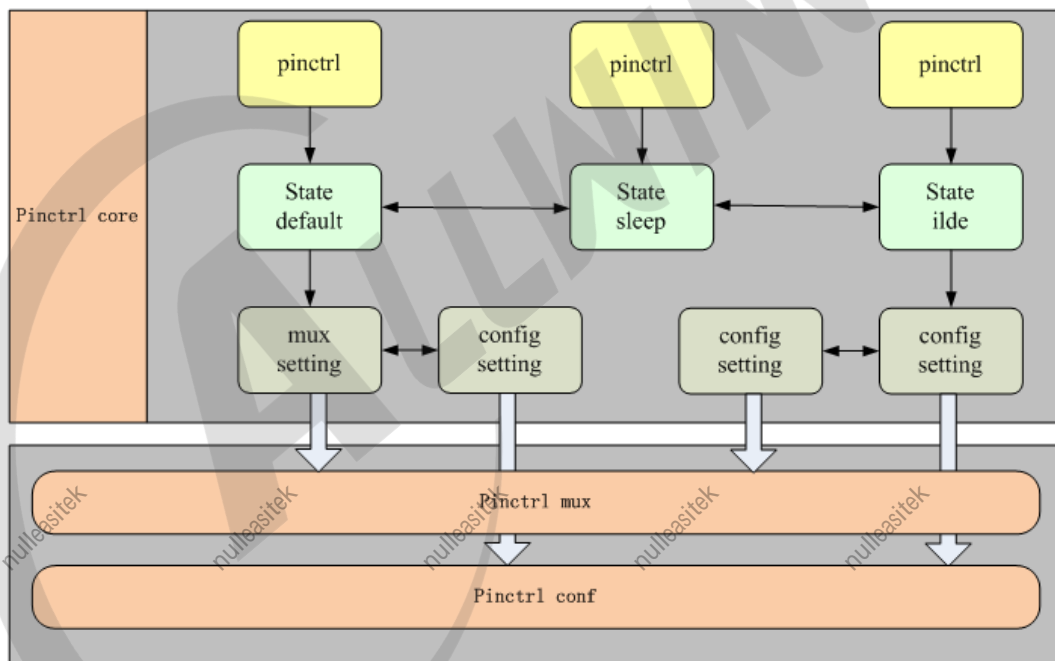 pinctrl
pinctrl
pinctrl
Pinctrl core
State
default
State
sleep
State
ilde
mux
setting
config
setting
config
setting
config
setting
Pinctrl mux
Pinctrl conf
ALLWIN
nulleasitek
nulleasitek
nulleasitek
nulleasitek
nulleasitek